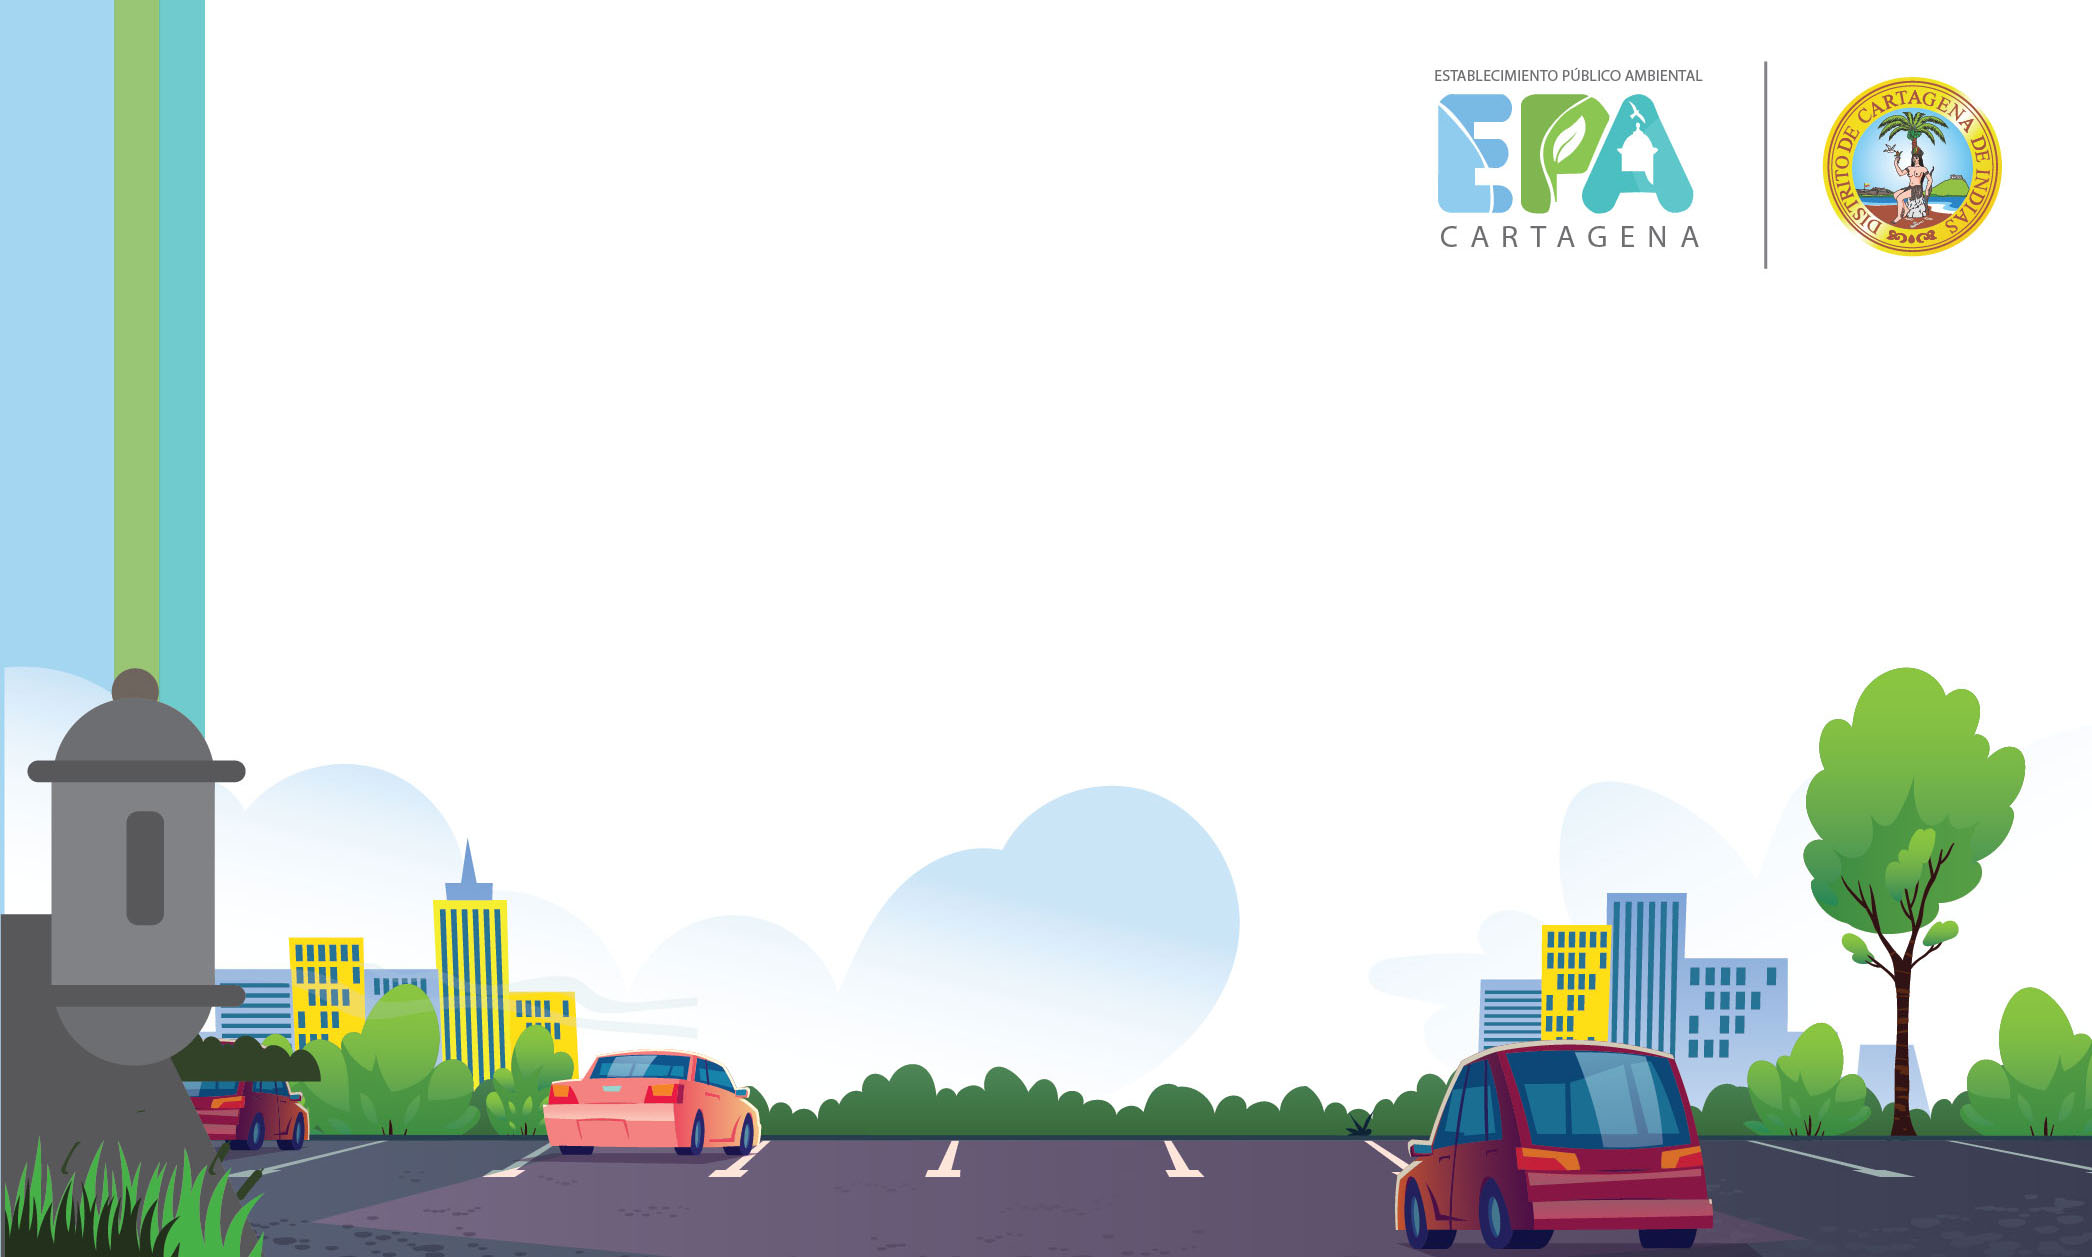 ESTABLECIMIENTO PÚBLICO AMBIENTAL
EPA
CARTAGENA
DISTRITO DE CARTAGENA DE INDIAS